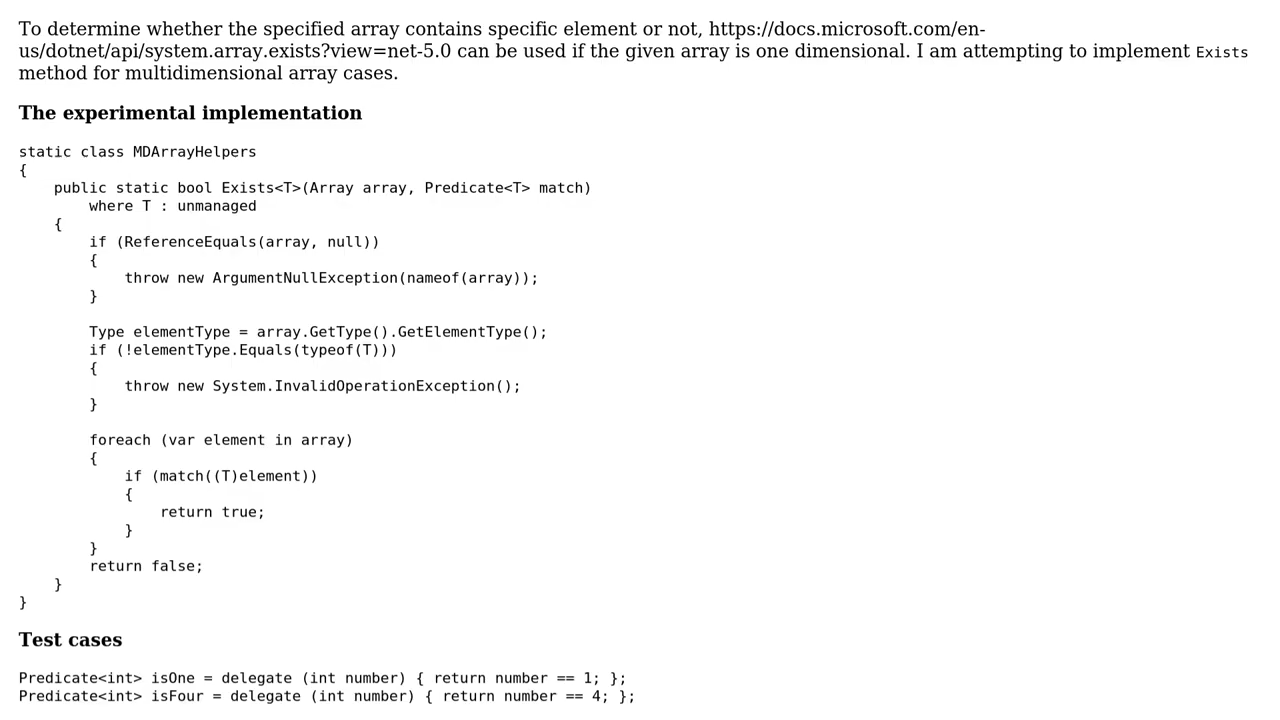 To determine whether the specified array contains specific element or not, https://docs.microsoft.com/en-
us/dotnet/api/system.array.exists?view=net-5.0 can be used if the given array is one dimensional. I am attempting to implement Exists
method for multidimensional array cases.
The experimental implementation
static class MDArrayHelpers
{
    public static bool Exists<T>(Array array, Predicate<T> match)
        where T : unmanaged
    {
        if (ReferenceEquals(array, null))
        {
            throw new ArgumentNullException(nameof(array));
        }

        Type elementType = array.GetType().GetElementType();
        if (!elementType.Equals(typeof(T)))
        {
            throw new System.InvalidOperationException();
        }

        foreach (var element in array)
        {
            if (match((T)element))
            {
                return true;
            }
        }
        return false;
    }
}
Test cases
Predicate<int> isOne = delegate (int number) { return number == 1; };
Predicate<int> isFour = delegate (int number) { return number == 4; };